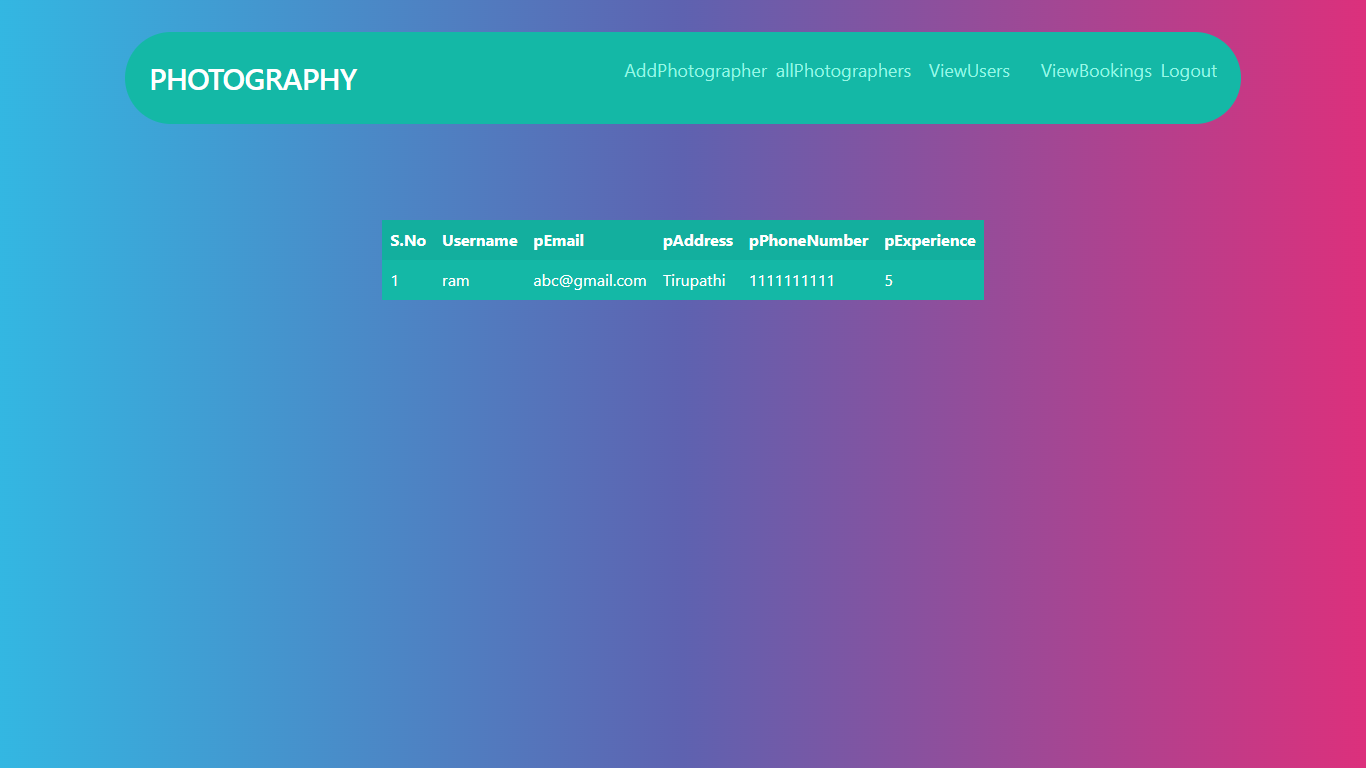 PHOTOGRAPHY AddPhotographer allPhotographers ViewUsers ViewBookings Logout
S.No Username pEmail pAddress pPhoneNumber pExperience
1 ram abc@gmail.com Tirupathi 1111111111 5